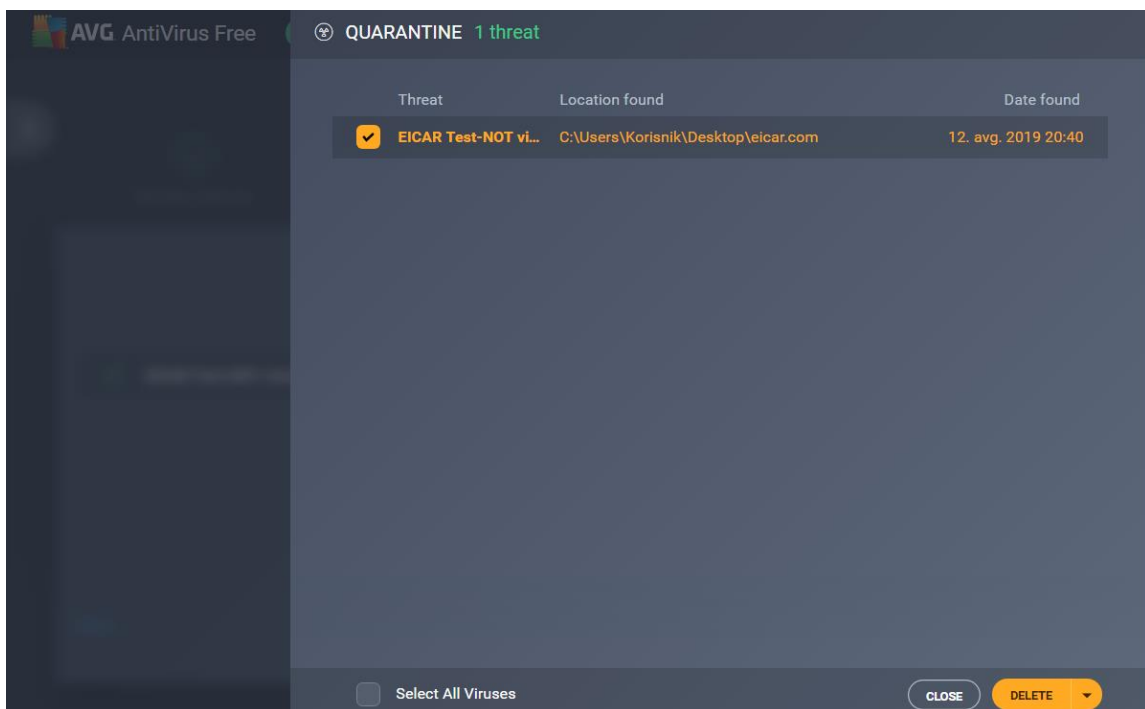 AVG AntiVirus Free
QUARANTINE 1 threat
Threat Location found Date found
EICAR Test-NOT vi... C:\Users\Korisnik\Desktop\eicar.com 12. avg. 2019 20:40
Select All Viruses CLOSE DELETE